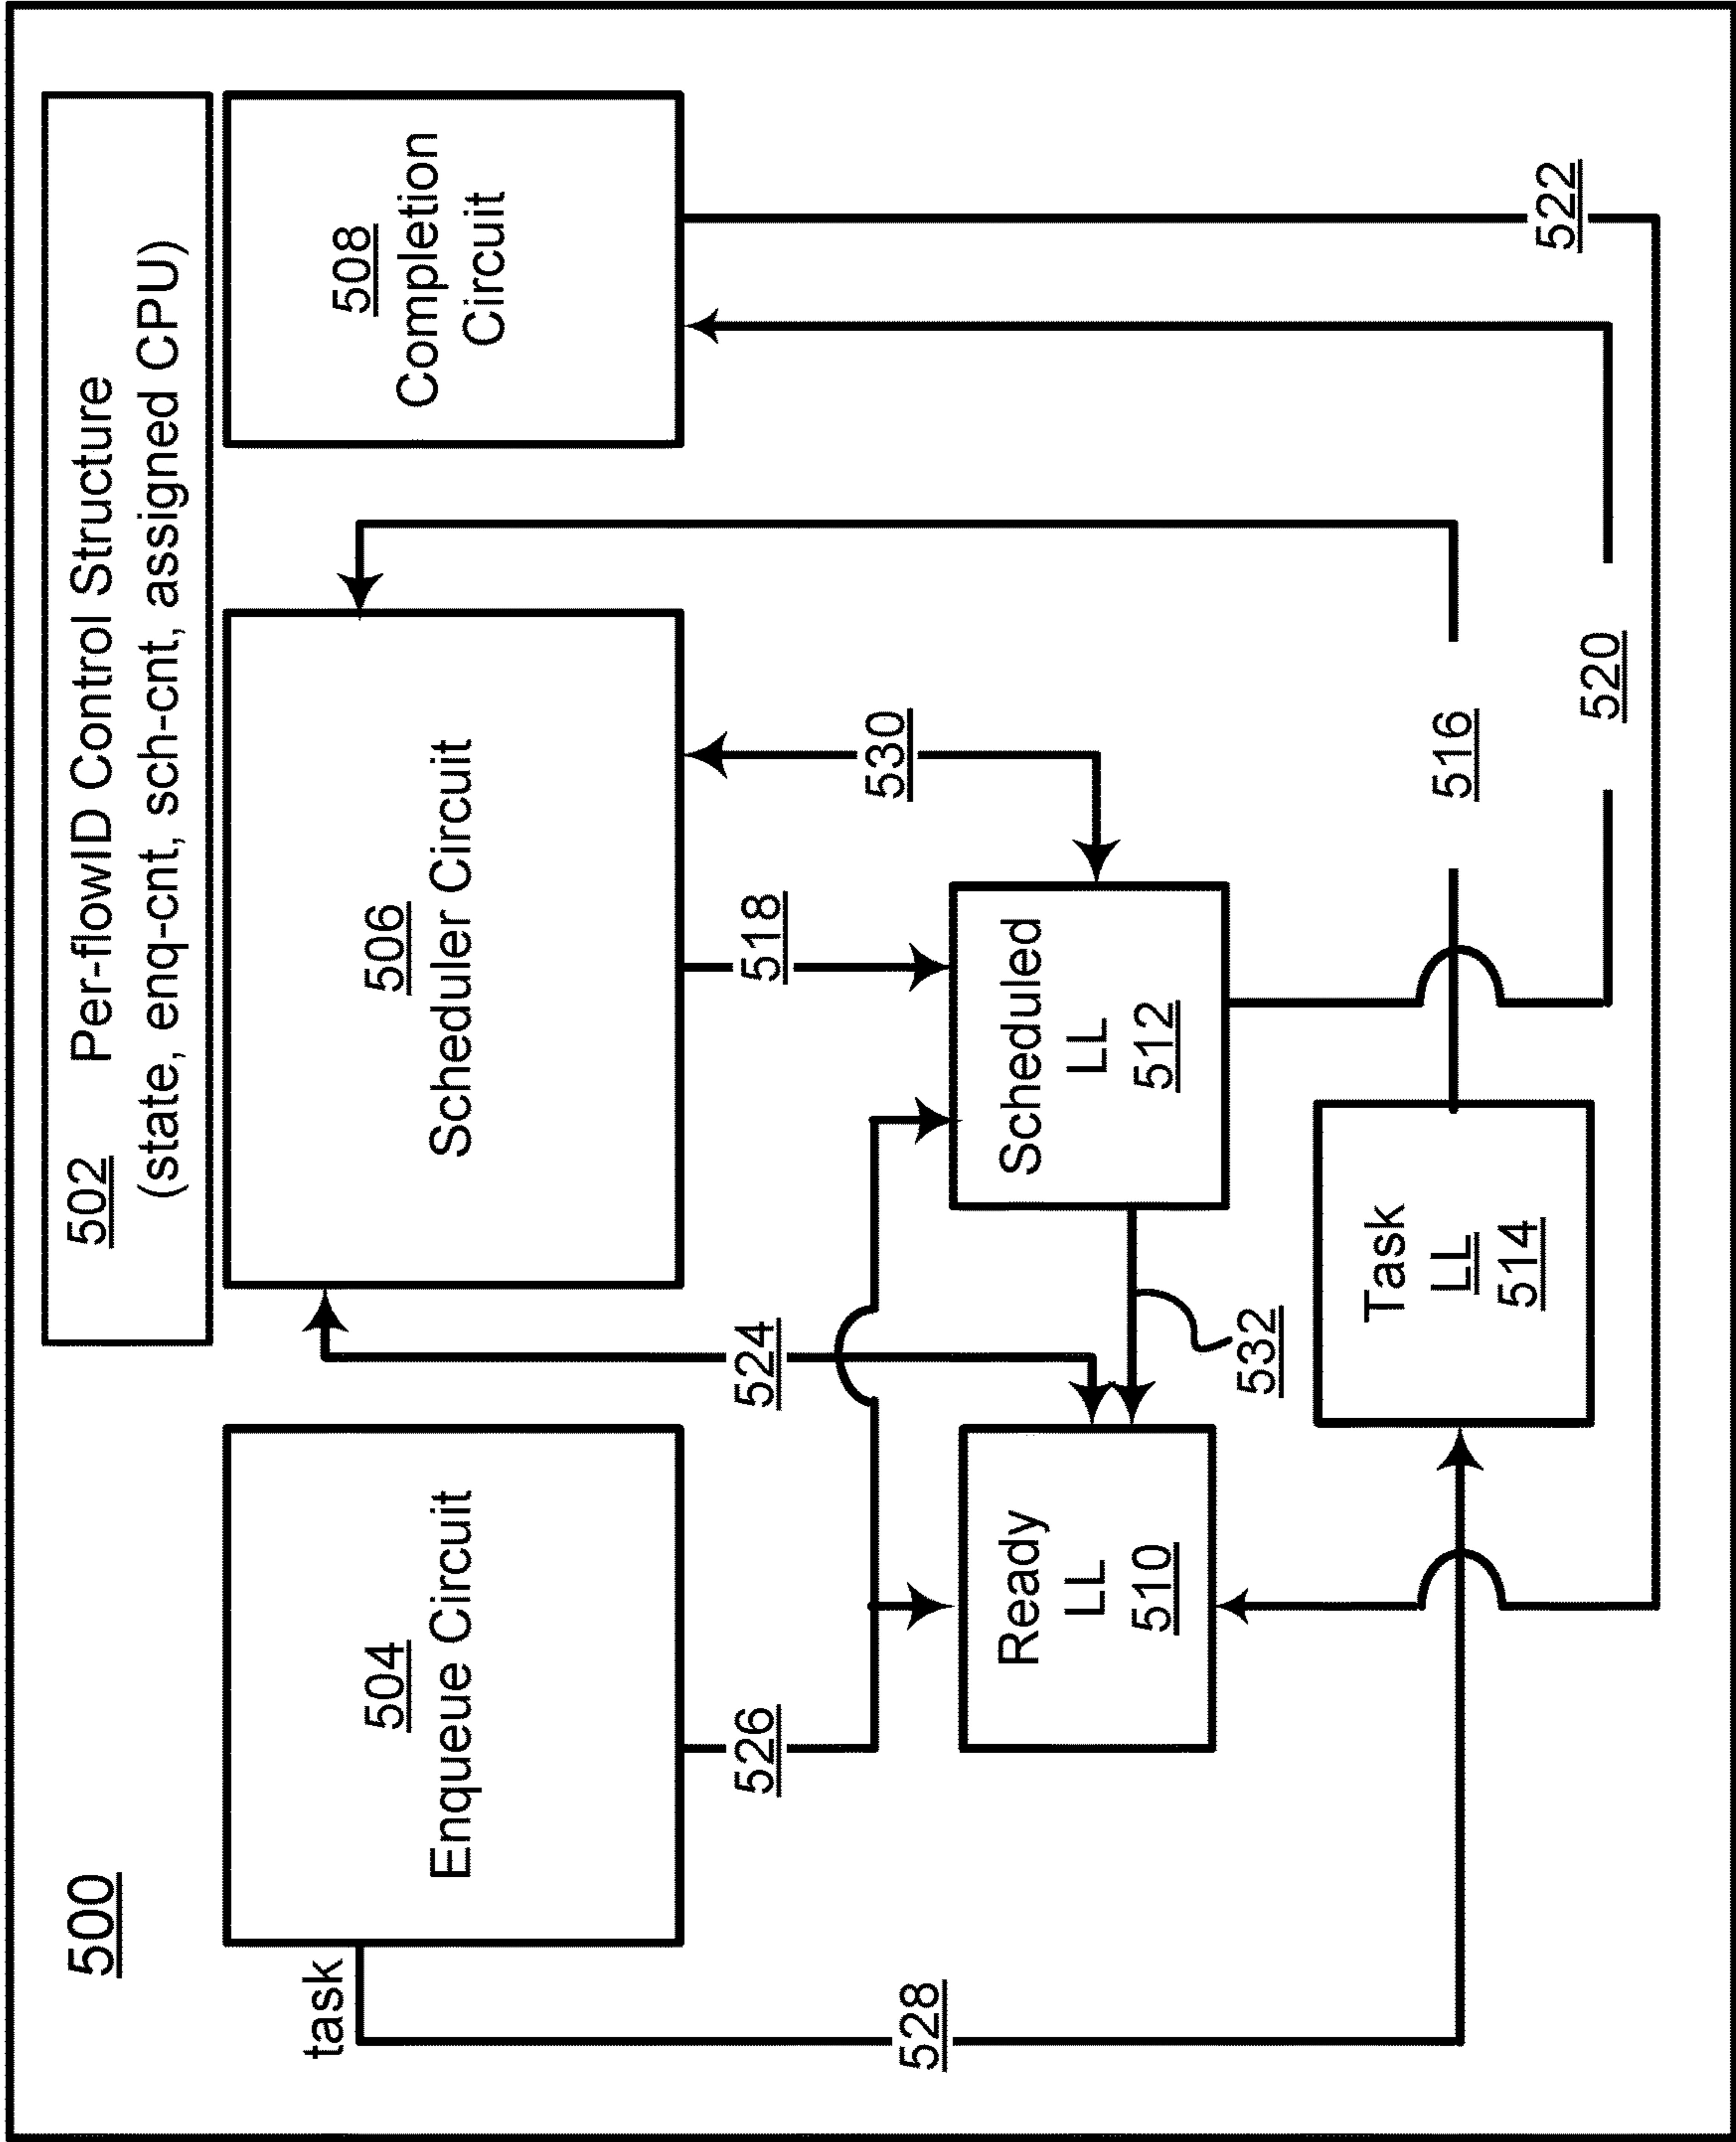 500
502 Per-flowID Control Structure
(state, enq-cnt, sch-cnt, assigned CPU)
task
504
Enqueue Circuit
506
Scheduler Circuit
508
Completion
Circuit
528
526
524
518
530
Ready
LL
510
Scheduled
LL
512
532
Task
LL
514
516
520
522